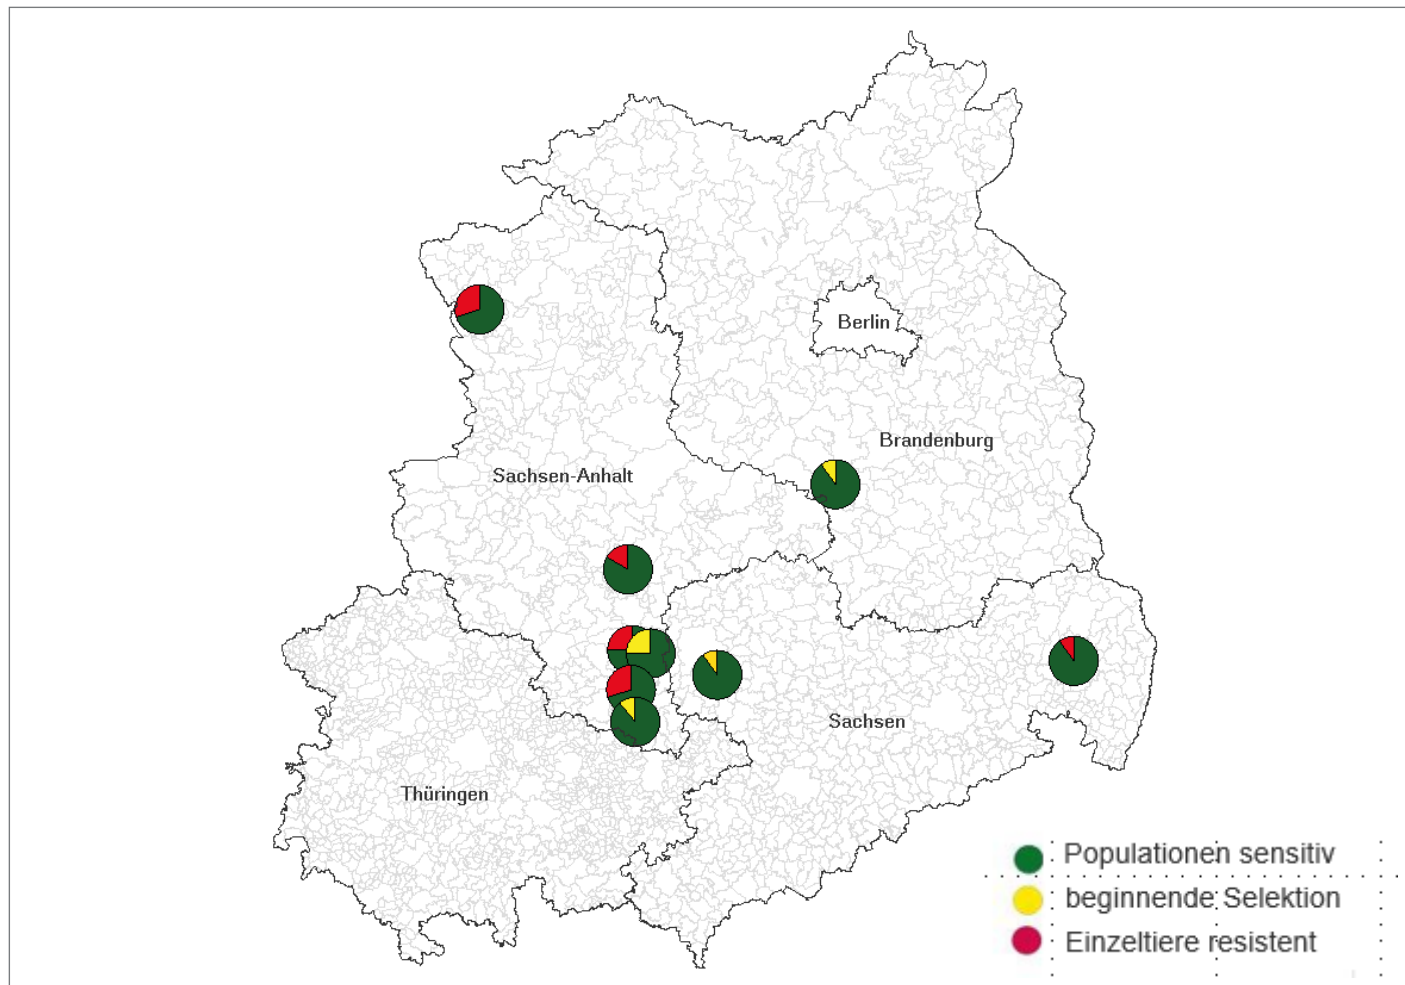 Berlin
Brandenburg
Sachsen-Anhalt
Sachsen
Thüringen
Populationen sensitiv
beginnende Selektion
Einzeltiere resistent